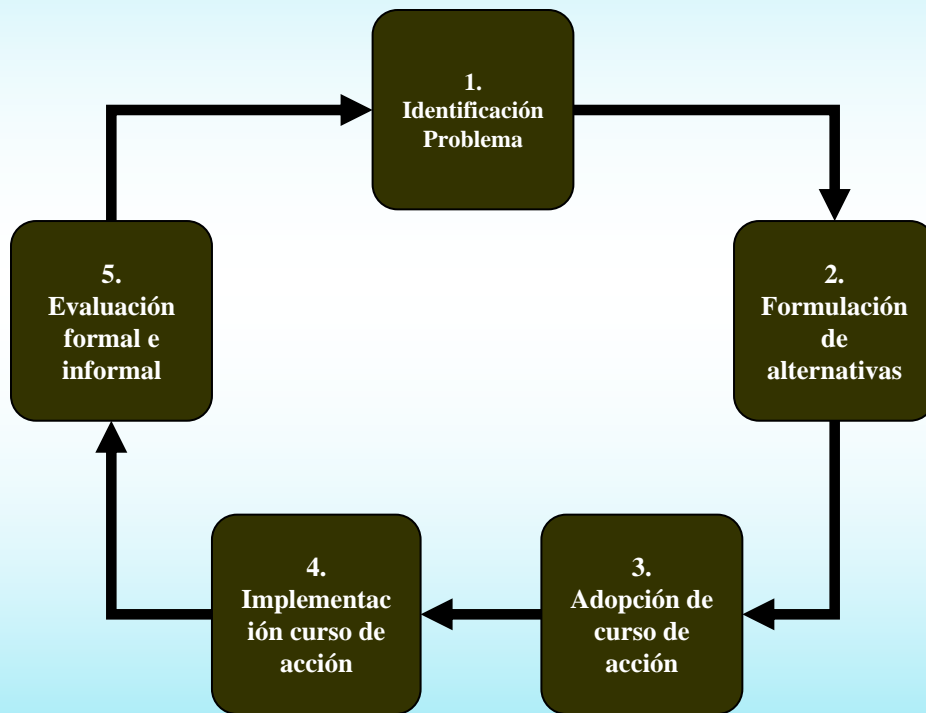 1.
Identificación
Problema
2.
Formulación
de
alternativas
3.
Adopción de
curso de
acción
4.
Implementac
ión curso de
acción
5.
Evaluación
formal e
informal